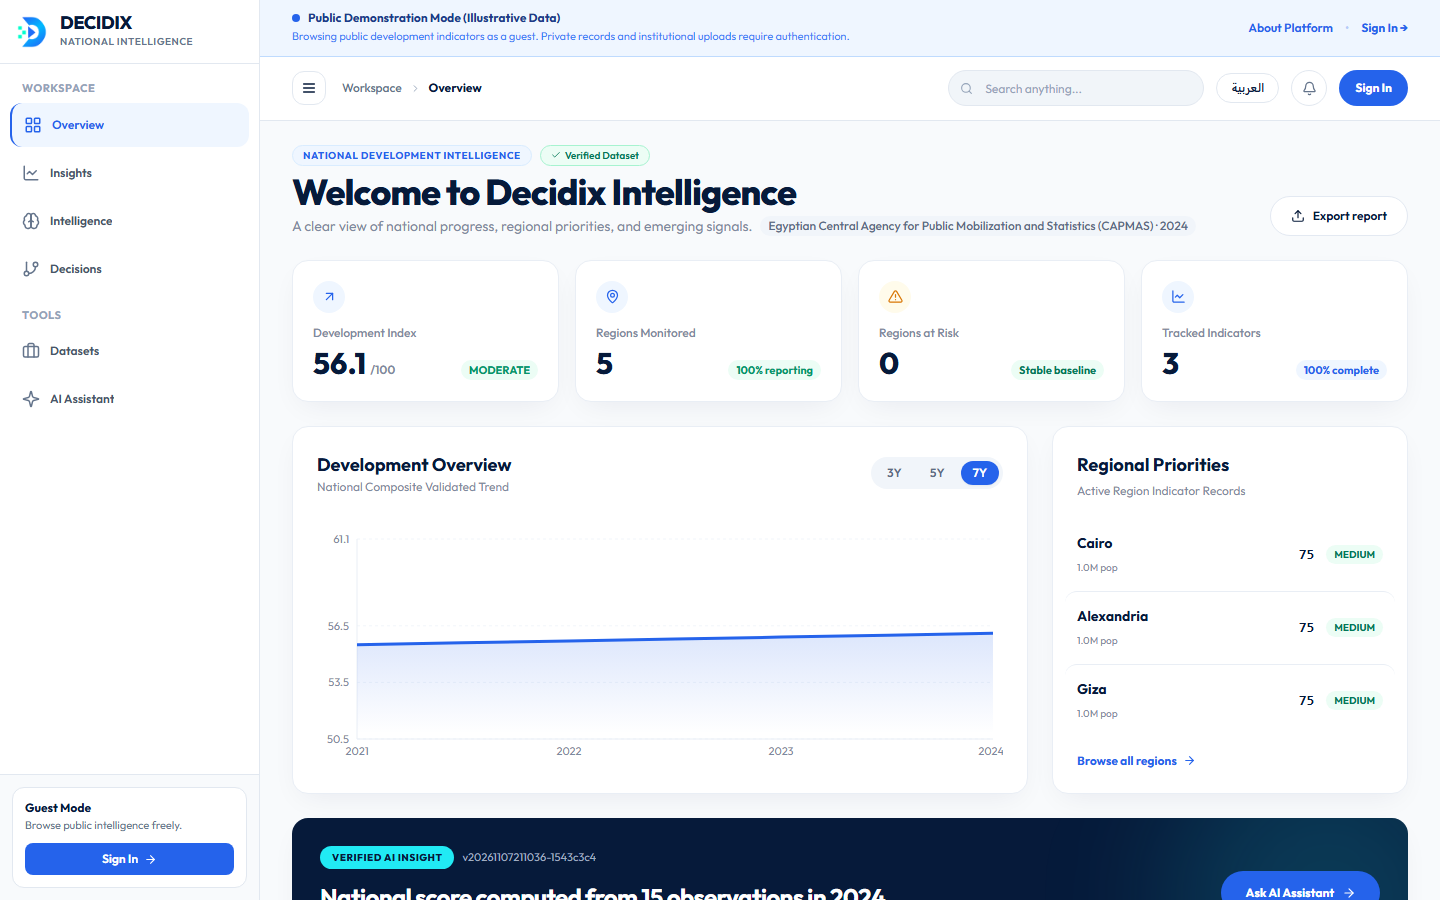 DECIDIX
NATIONAL INTELLIGENCE
WORKSPACE
Overview
Insights
Intelligence
Decisions
TOOLS
Datasets
AI Assistant
Guest Mode
Browse public intelligence freely.
Sign In →
Public Demonstration Mode (Illustrative Data)
Browsing public development indicators as a guest. Private records and institutional uploads require authentication.
About Platform · Sign In →
Workspace > Overview
Search anything...
العربية
Sign In
NATIONAL DEVELOPMENT INTELLIGENCE
✓ Verified Dataset
Welcome to Decidix Intelligence
A clear view of national progress, regional priorities, and emerging signals.
Egyptian Central Agency for Public Mobilization and Statistics (CAPMAS) · 2024
Export report
Development Index
56.1 /100
MODERATE
Regions Monitored
5
100% reporting
Regions at Risk
0
Stable baseline
Tracked Indicators
3
100% complete
Development Overview
National Composite Validated Trend
3Y 5Y 7Y
61.1
56.5
53.5
50.5
2021 2022 2023 2024
Regional Priorities
Active Region Indicator Records
Cairo
1.0M pop
75 MEDIUM
Alexandria
1.0M pop
75 MEDIUM
Giza
1.0M pop
75 MEDIUM
Browse all regions →
VERIFIED AI INSIGHT
v20261107211036-1543c3c4
National score computed from 15 observations in 2024
Ask AI Assistant →